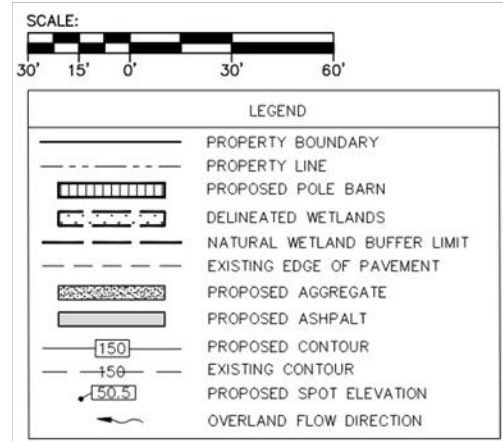 SCALE:
30' 15' 0' 30' 60'
LEGEND
PROPERTY BOUNDARY
PROPERTY LINE
PROPOSED POLE BARN
DELINEATED WETLANDS
NATURAL WETLAND BUFFER LIMIT
EXISTING EDGE OF PAVEMENT
PROPOSED AGGREGATE
PROPOSED ASHPALT
150 PROPOSED CONTOUR
150 EXISTING CONTOUR
50.5 PROPOSED SPOT ELEVATION
OVERLAND FLOW DIRECTION